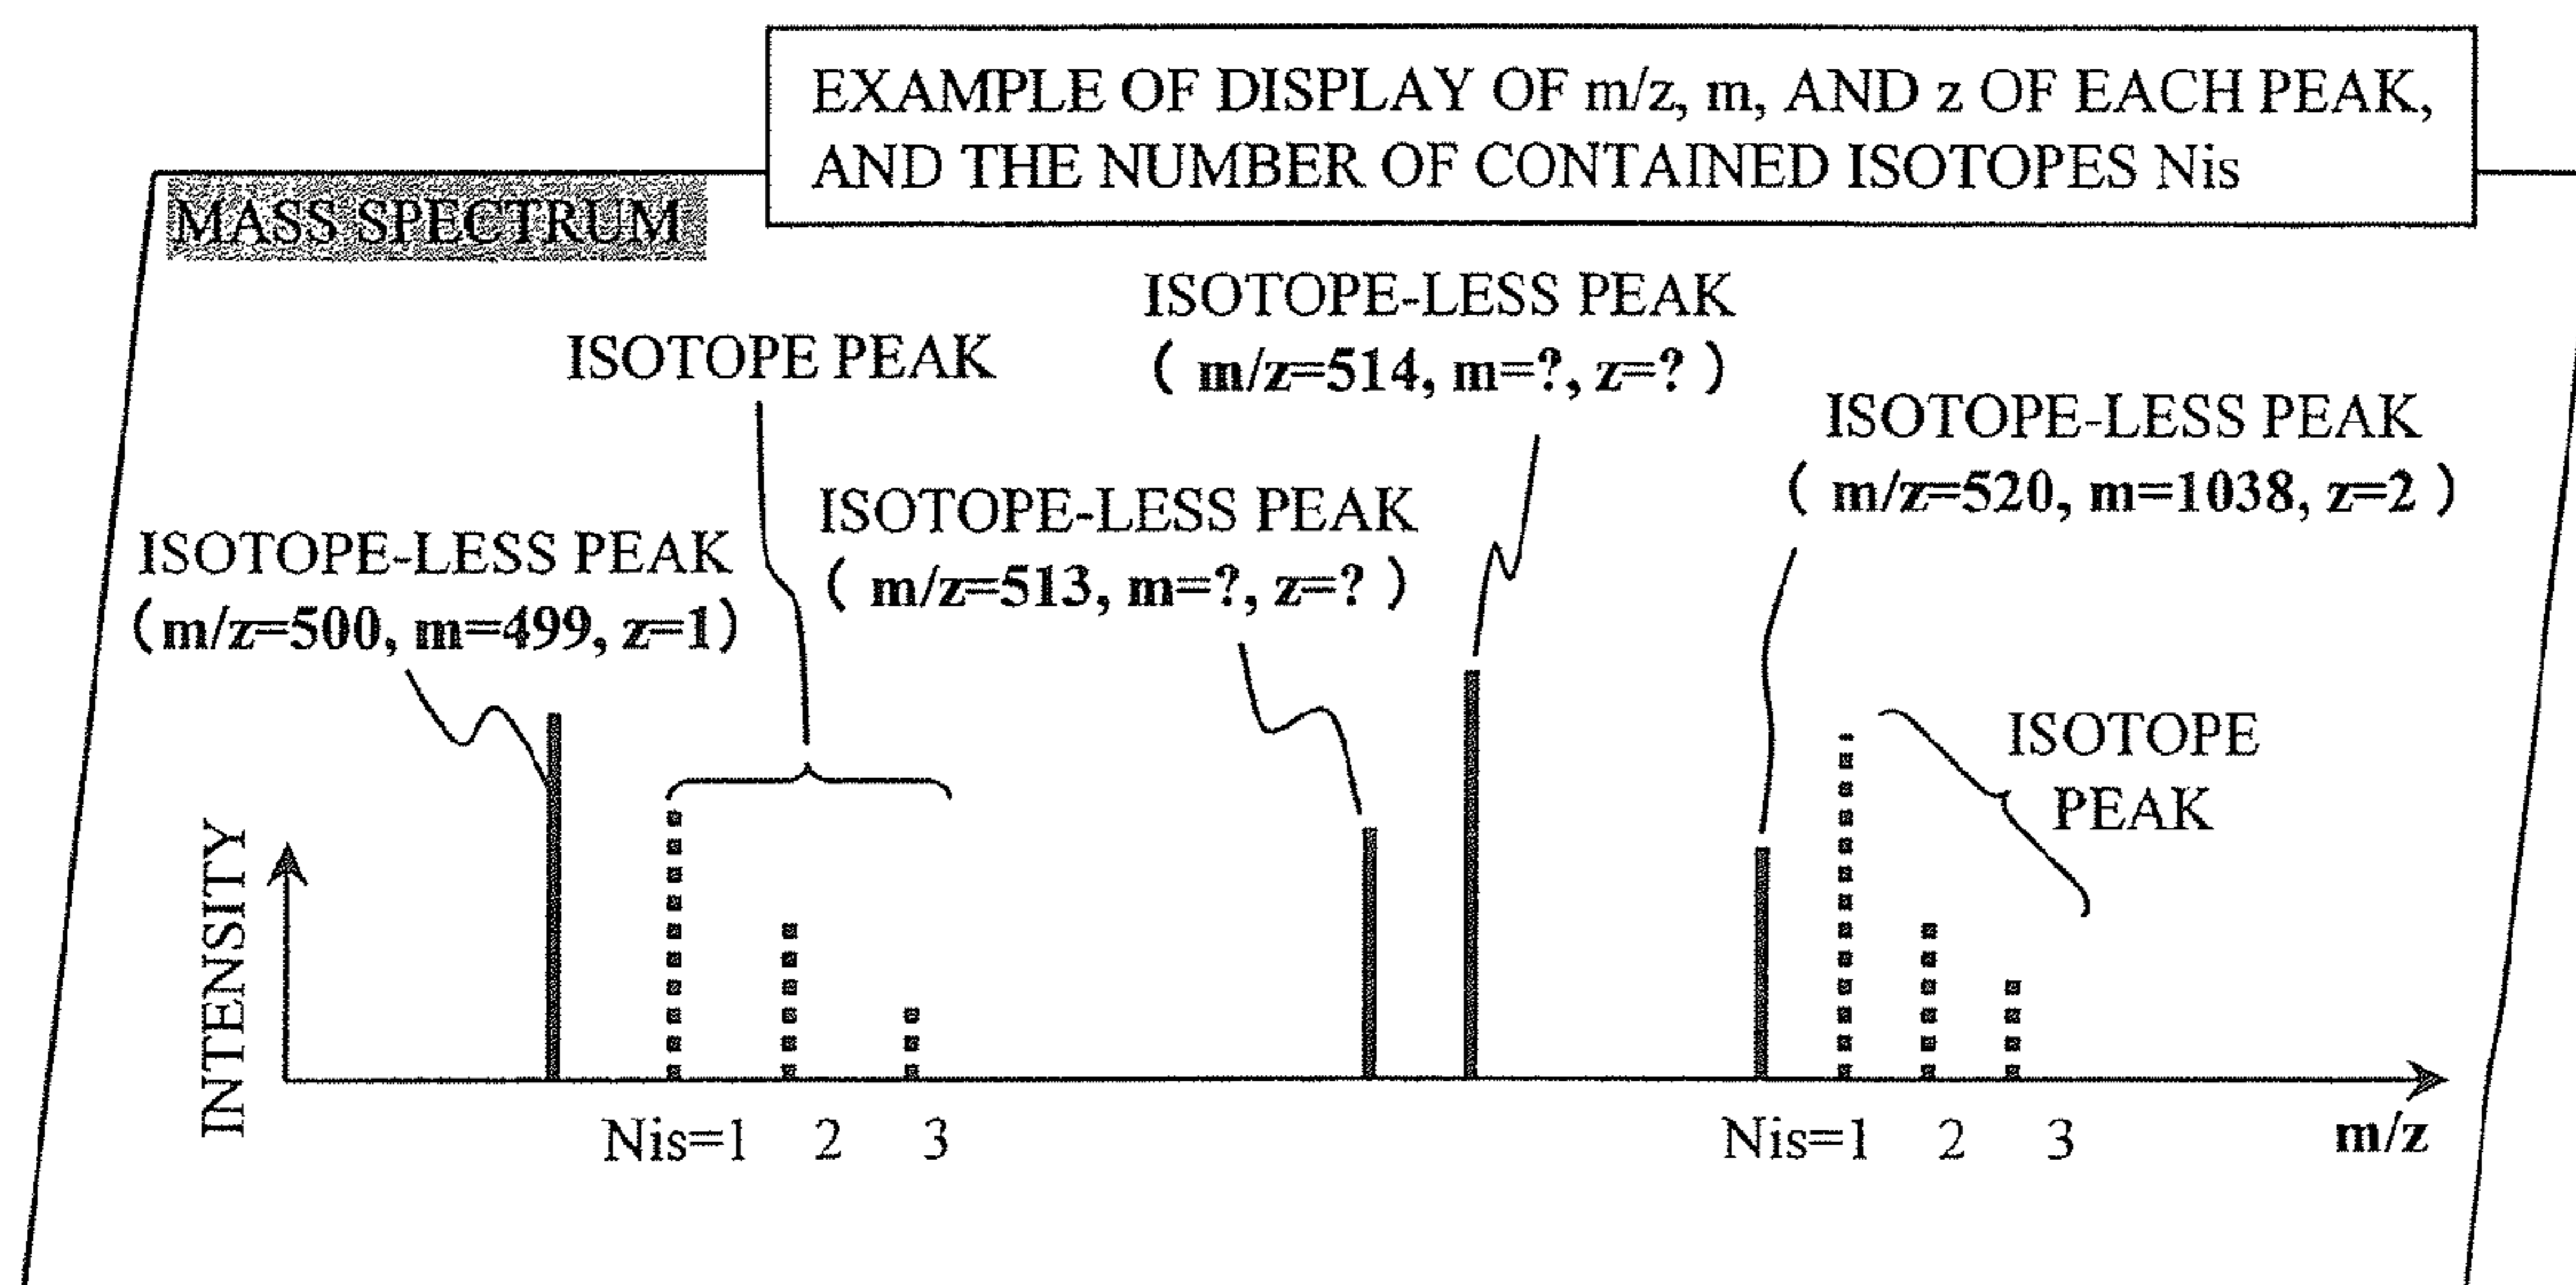 EXAMPLE OF DISPLAY OF m/z, m, AND z OF EACH PEAK,
AND THE NUMBER OF CONTAINED ISOTOPES Nis
MASS SPECTRUM
ISOTOPE-LESS PEAK
( m/z=514, m=?, z=? )
ISOTOPE PEAK
ISOTOPE-LESS PEAK
( m/z=520, m=1038, z=2 )
ISOTOPE-LESS PEAK
( m/z=513, m=?, z=? )
ISOTOPE-LESS PEAK
(m/z=500, m=499, z=1)
ISOTOPE
PEAK
INTENSITY
Nis=1 2 3
Nis=1 2 3
m/z